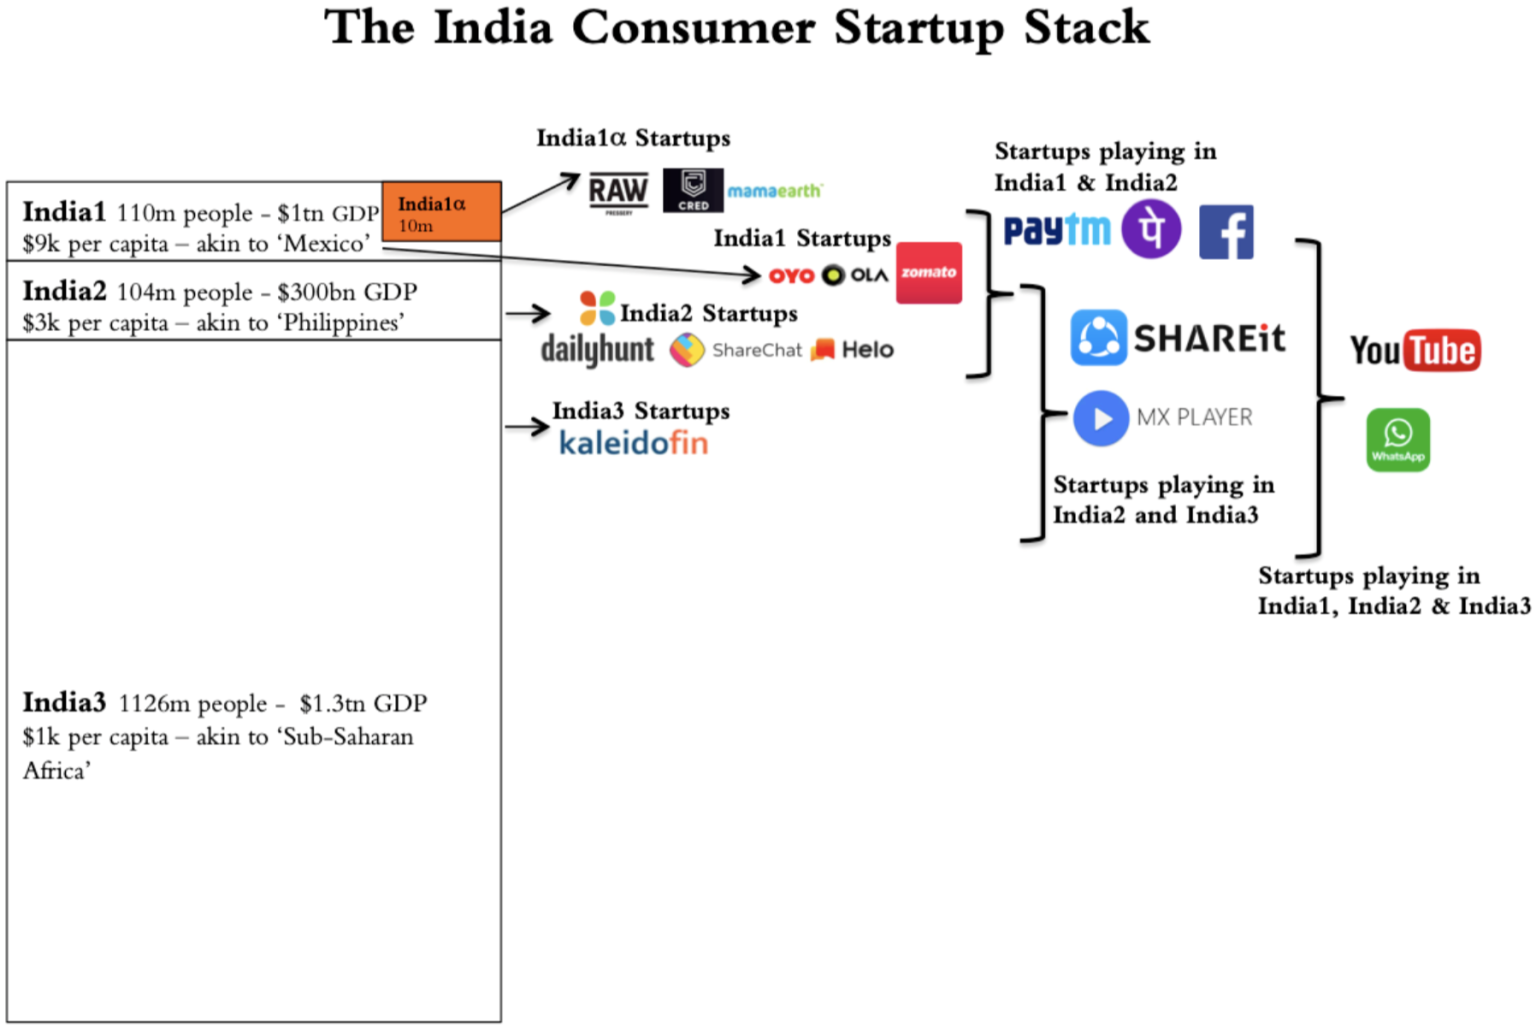 The India Consumer Startup Stack
India1 110m people - $1tn GDP
$9k per capita – akin to ‘Mexico’
India1α
10m
India2 104m people - $300bn GDP
$3k per capita – akin to ‘Philippines’
India3 1126m people - $1.3tn GDP
$1k per capita – akin to ‘Sub-Saharan
Africa’
India1α Startups
RAW
PRESSERY
CRED
mamaearth
India1 Startups
OYO
OLA
zomato
India2 Startups
dailyhunt
ShareChat
Helo
India3 Startups
kaleidofin
Startups playing in
India1 & India2
paytm
पे
f
SHAREit
MX PLAYER
Startups playing in
India2 and India3
YouTube
WhatsApp
Startups playing in
India1, India2 & India3